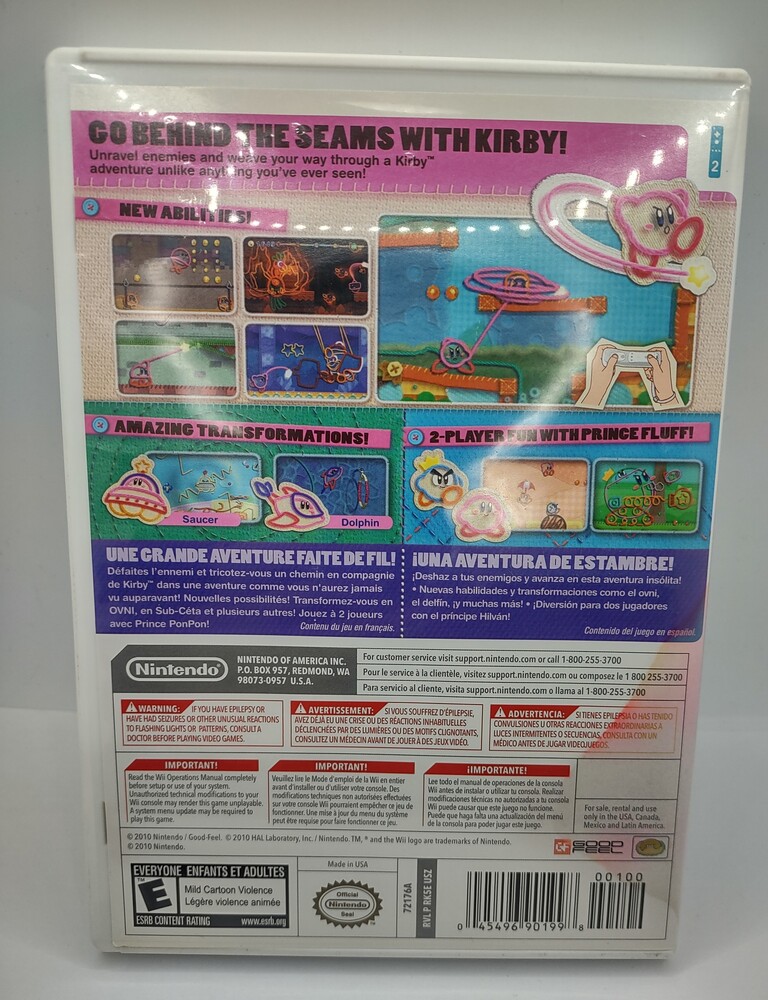 GO BEHIND THE SEAMS WITH KIRBY!
Unravel enemies and weave your way through a Kirby™
adventure unlike anything you've ever seen!
2
NEW ABILITIES!
AMAZING TRANSFORMATIONS!
Saucer
Dolphin
2-PLAYER FUN WITH PRINCE FLUFF!
UNE GRANDE AVENTURE FAITE DE FIL!
Défaites l'ennemi et tricotez-vous un chemin en compagnie
de Kirby™ dans une aventure comme vous n'aurez jamais
vu auparavant! Nouvelles possibilités! Transformez-vous en
OVNI, en Sub-Céta et plusieurs autres! Jouez à 2 joueurs
avec Prince PonPon!
Contenu du jeu en français.
¡UNA AVENTURA DE ESTAMBRE!
¡Deshaz a tus enemigos y avanza en esta aventura insólita!
• Nuevas habilidades y transformaciones como el ovni,
el delfín, ¡y muchas más! • ¡Diversión para dos jugadores
con el príncipe Hilván!
Contenido del juego en español.
Nintendo®
NINTENDO OF AMERICA INC.
P.O. BOX 957, REDMOND, WA
98073-0957 U.S.A.
For customer service visit support.nintendo.com or call 1-800-255-3700
Pour le service à la clientèle, visitez support.nintendo.com ou composez le 1 800 255-3700
Para servicio al cliente, visita support.nintendo.com o llama al 1-800-255-3700
WARNING: IF YOU HAVE EPILEPSY OR
HAVE HAD SEIZURES OR OTHER UNUSUAL REACTIONS
TO FLASHING LIGHTS OR PATTERNS, CONSULT A
DOCTOR BEFORE PLAYING VIDEO GAMES.
AVERTISSEMENT: SI VOUS SOUFFREZ D'ÉPILEPSIE,
AVEZ DÉJÀ EU UNE CRISE OU DES RÉACTIONS INHABITUELLES
DÉCLENCHÉES PAR DES LUMIÈRES OU DES MOTIFS CLIGNOTANTS,
CONSULTEZ UN MÉDECIN AVANT DE JOUER À DES JEUX VIDÉO.
ADVERTENCIA: SI TIENES EPILEPSIA O HAS TENIDO
CONVULSIONES U OTRAS REACCIONES EXTRAORDINARIAS A
LUCES INTERMITENTES O SECUENCIAS, CONSULTA CON UN
MÉDICO ANTES DE JUGAR VIDEOJUEGOS.
IMPORTANT!
Read the Wii Operations Manual completely
before setup or use of your system.
Unauthorized technical modifications to your
Wii console may render this game unplayable.
A system menu update may be required to
play this game.
IMPORTANT!
Veuillez lire le Mode d'emploi de la Wii en entier
avant d'installer ou d'utiliser votre console. Des
modifications techniques non autorisées effectuées
sur votre console Wii pourraient empêcher ce jeu de
fonctionner. Une mise à jour du menu du système
peut être requise pour faire fonctionner ce jeu.
¡IMPORTANTE!
Lee todo el manual de operaciones de la consola
Wii antes de instalar o utilizar tu consola. Realizar
modificaciones técnicas no autorizadas a tu consola
Wii puede causar que este juego no funcione.
Puede que haga falta una actualización del menú
de la consola para poder jugar este juego.
For sale, rental and use
only in the USA, Canada,
Mexico and Latin America.
© 2010 Nintendo / Good-Feel. © 2010 HAL Laboratory, Inc. / Nintendo. TM, ® and the Wii logo are trademarks of Nintendo.
© 2010 Nintendo.
GF GOOD
FEEL
EVERYONE ENFANTS ET ADULTES
E
Mild Cartoon Violence
Légère violence animée
ESRB CONTENT RATING www.esrb.org
Made in USA
Official
Nintendo
Seal
72176A
RVL P RK5E USZ
00100
0 45496 90199 8